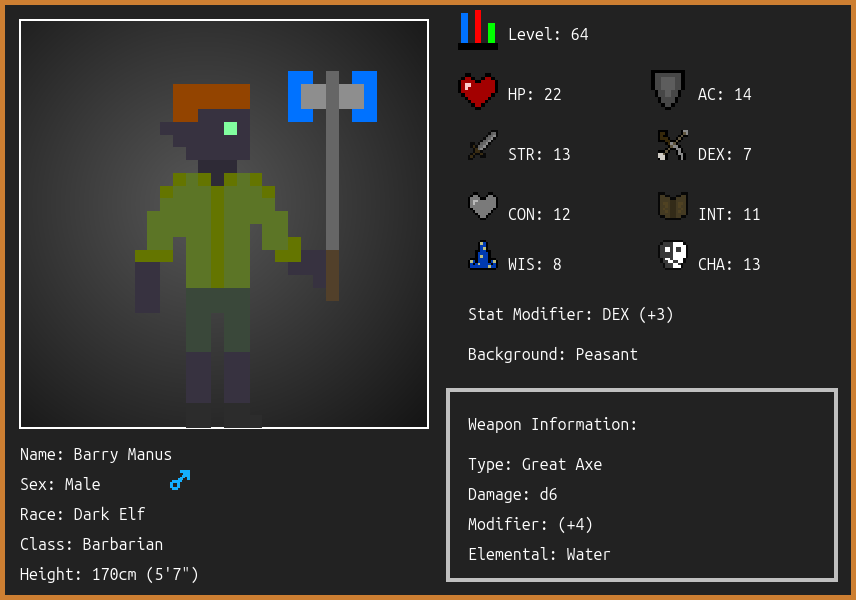 Level: 64
HP: 22
AC: 14
STR: 13
DEX: 7
CON: 12
INT: 11
WIS: 8
CHA: 13
Stat Modifier: DEX (+3)
Background: Peasant
Weapon Information:
Type: Great Axe
Damage: d6
Modifier: (+4)
Elemental: Water
Name: Barry Manus
Sex: Male
Race: Dark Elf
Class: Barbarian
Height: 170cm (5'7")